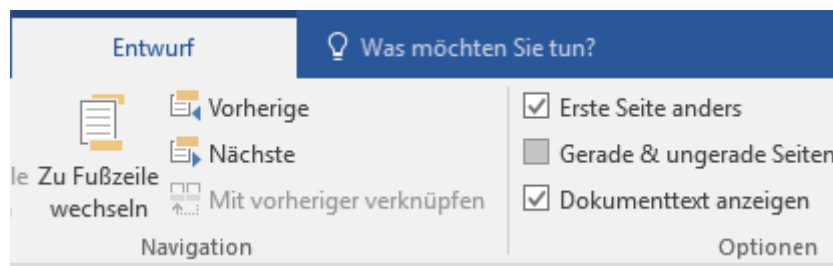 Entwurf
Was möchten Sie tun?
Vorherige
Nächste
Mit vorheriger verknüpfen
le
Zu Fußzeile
wechseln
Navigation
Erste Seite anders
Gerade & ungerade Seiten
Dokumenttext anzeigen
Optionen